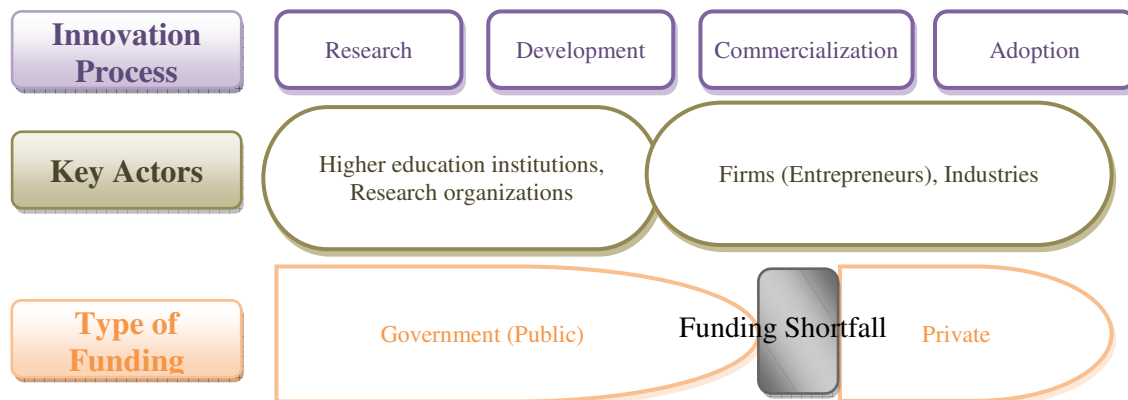 Innovation
Process
Research
Development
Commercialization
Adoption
Key Actors
Higher education institutions,
Research organizations
Firms (Entrepreneurs), Industries
Type of
Funding
Government (Public)
Funding Shortfall
Private